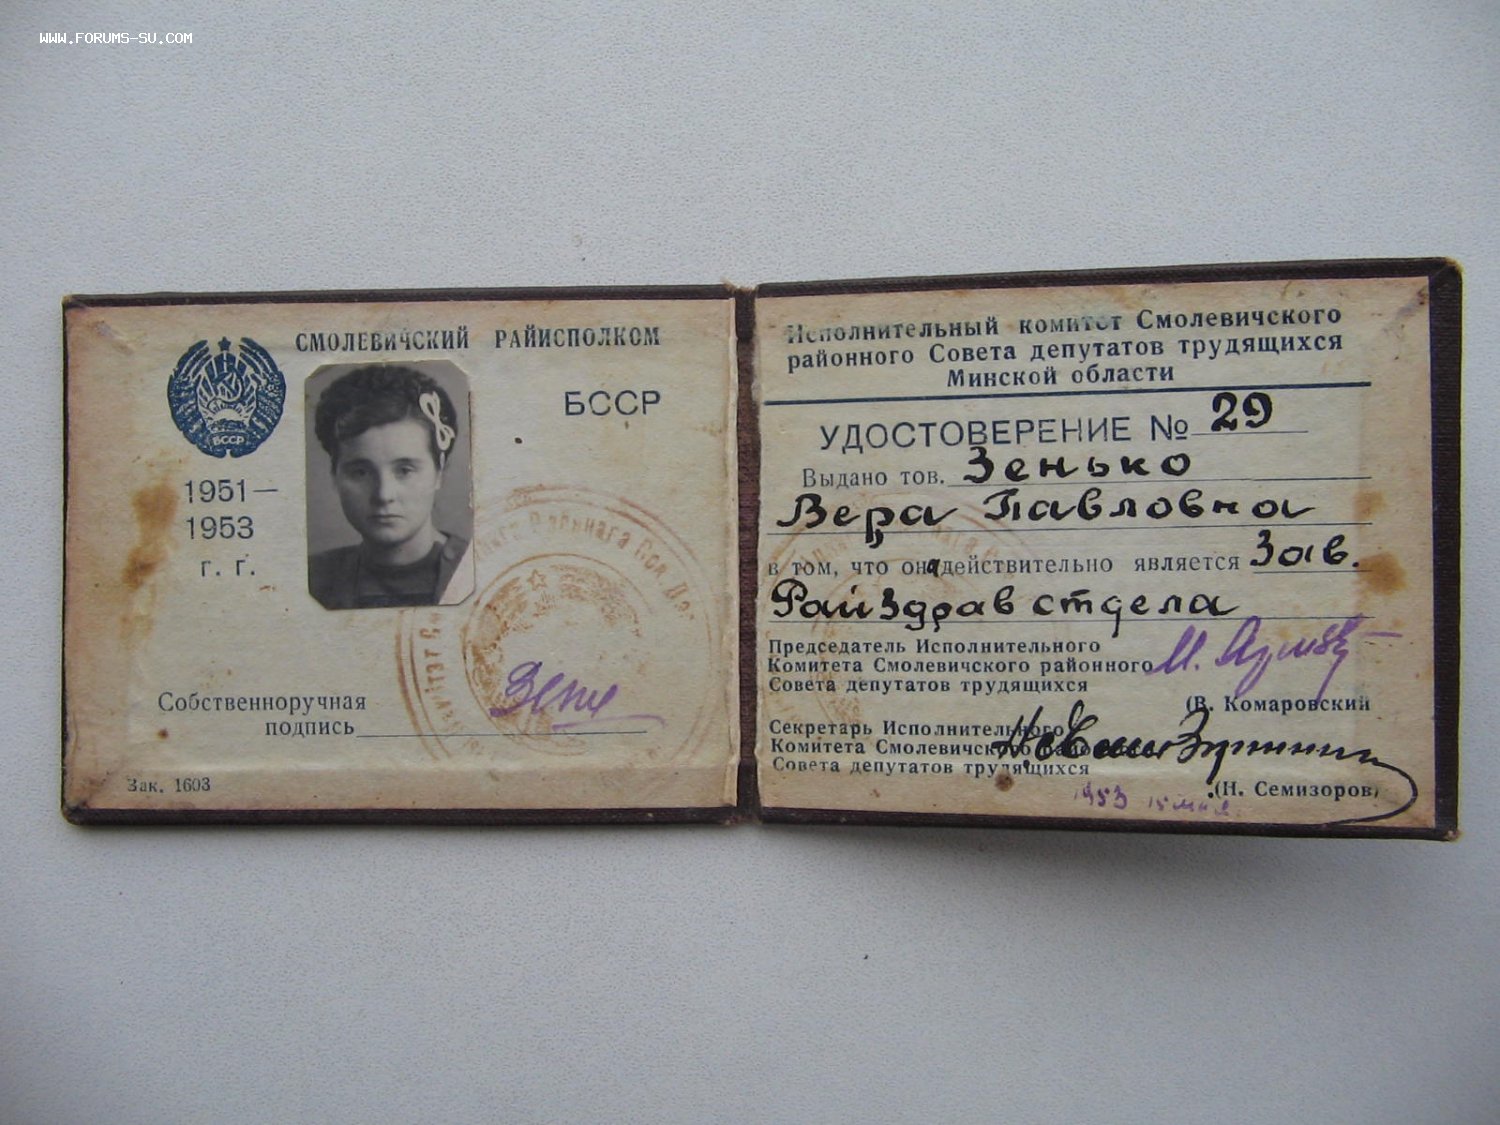 WWW.FORUMS-SU.COM
СМОЛЕВИЧСКИЙ РАЙИСПОЛКОМ
БССР
БССР
1951—
1953
г. г.
Собственноручная
подпись
Зак. 1603
Исполнительный комитет Смолевичского
районного Совета депутатов трудящихся
Минской области
УДОСТОВЕРЕНИЕ № 29
Выдано тов. Зенько
Вера Павловна
в том, что она действительно является Зав.
Райздравотдела
Председатель Исполнительного
Комитета Смолевичского районного
Совета депутатов трудящихся
(В. Комаровский
Секретарь Исполнительного
Комитета Смолевичского
Совета депутатов трудящихся
(Н. Семизоров)
1953 15 мая